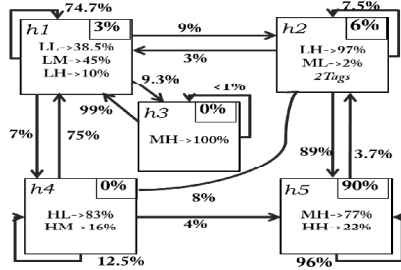 74.7%
7.5%
h1
3%
9%
h2
6%
LL->38.5%
LM->45%
LH->10%
3%
LH->97%
ML->2%
2Tags
9.3%
<1%
99%
h3
0%
MH->100%
7%
75%
89%
3.7%
h4
0%
8%
h5
90%
HL->83%
HM->16%
4%
MH->77%
HH->22%
12.5%
96%